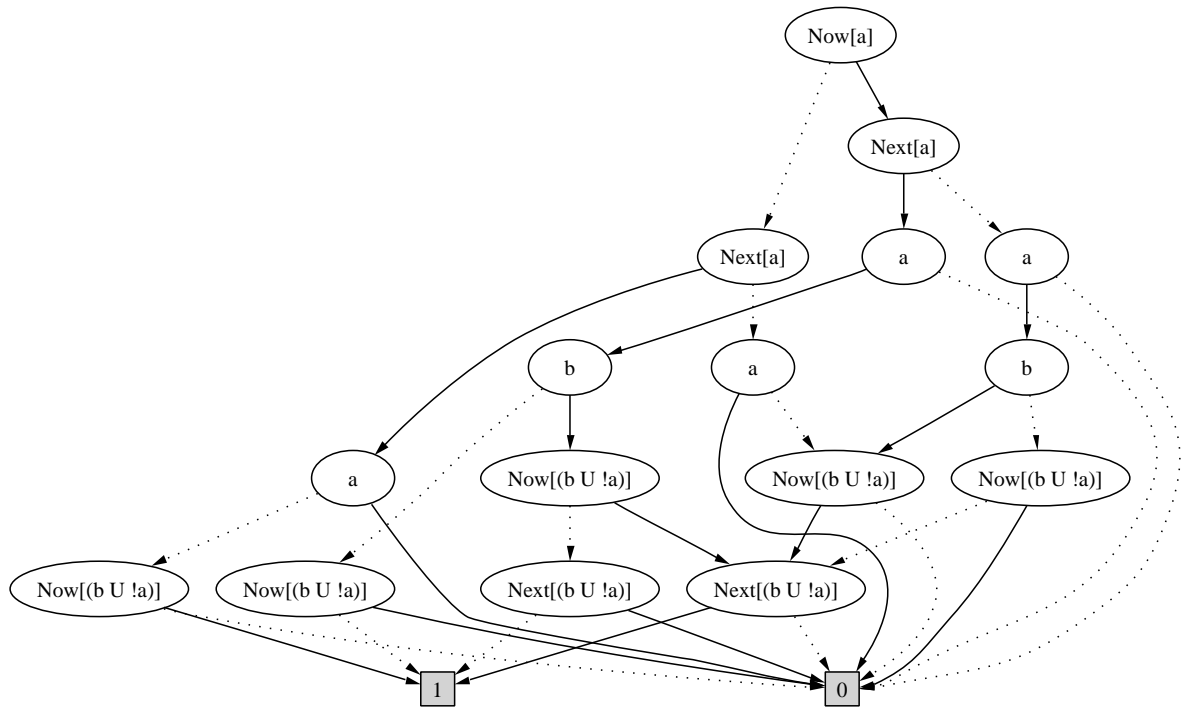 Now[a]
Next[a]
Next[a]
a
a
b
a
b
a
Now[(b U !a)]
Now[(b U !a)]
Now[(b U !a)]
Now[(b U !a)]
Now[(b U !a)]
Next[(b U !a)]
Next[(b U !a)]
1
0